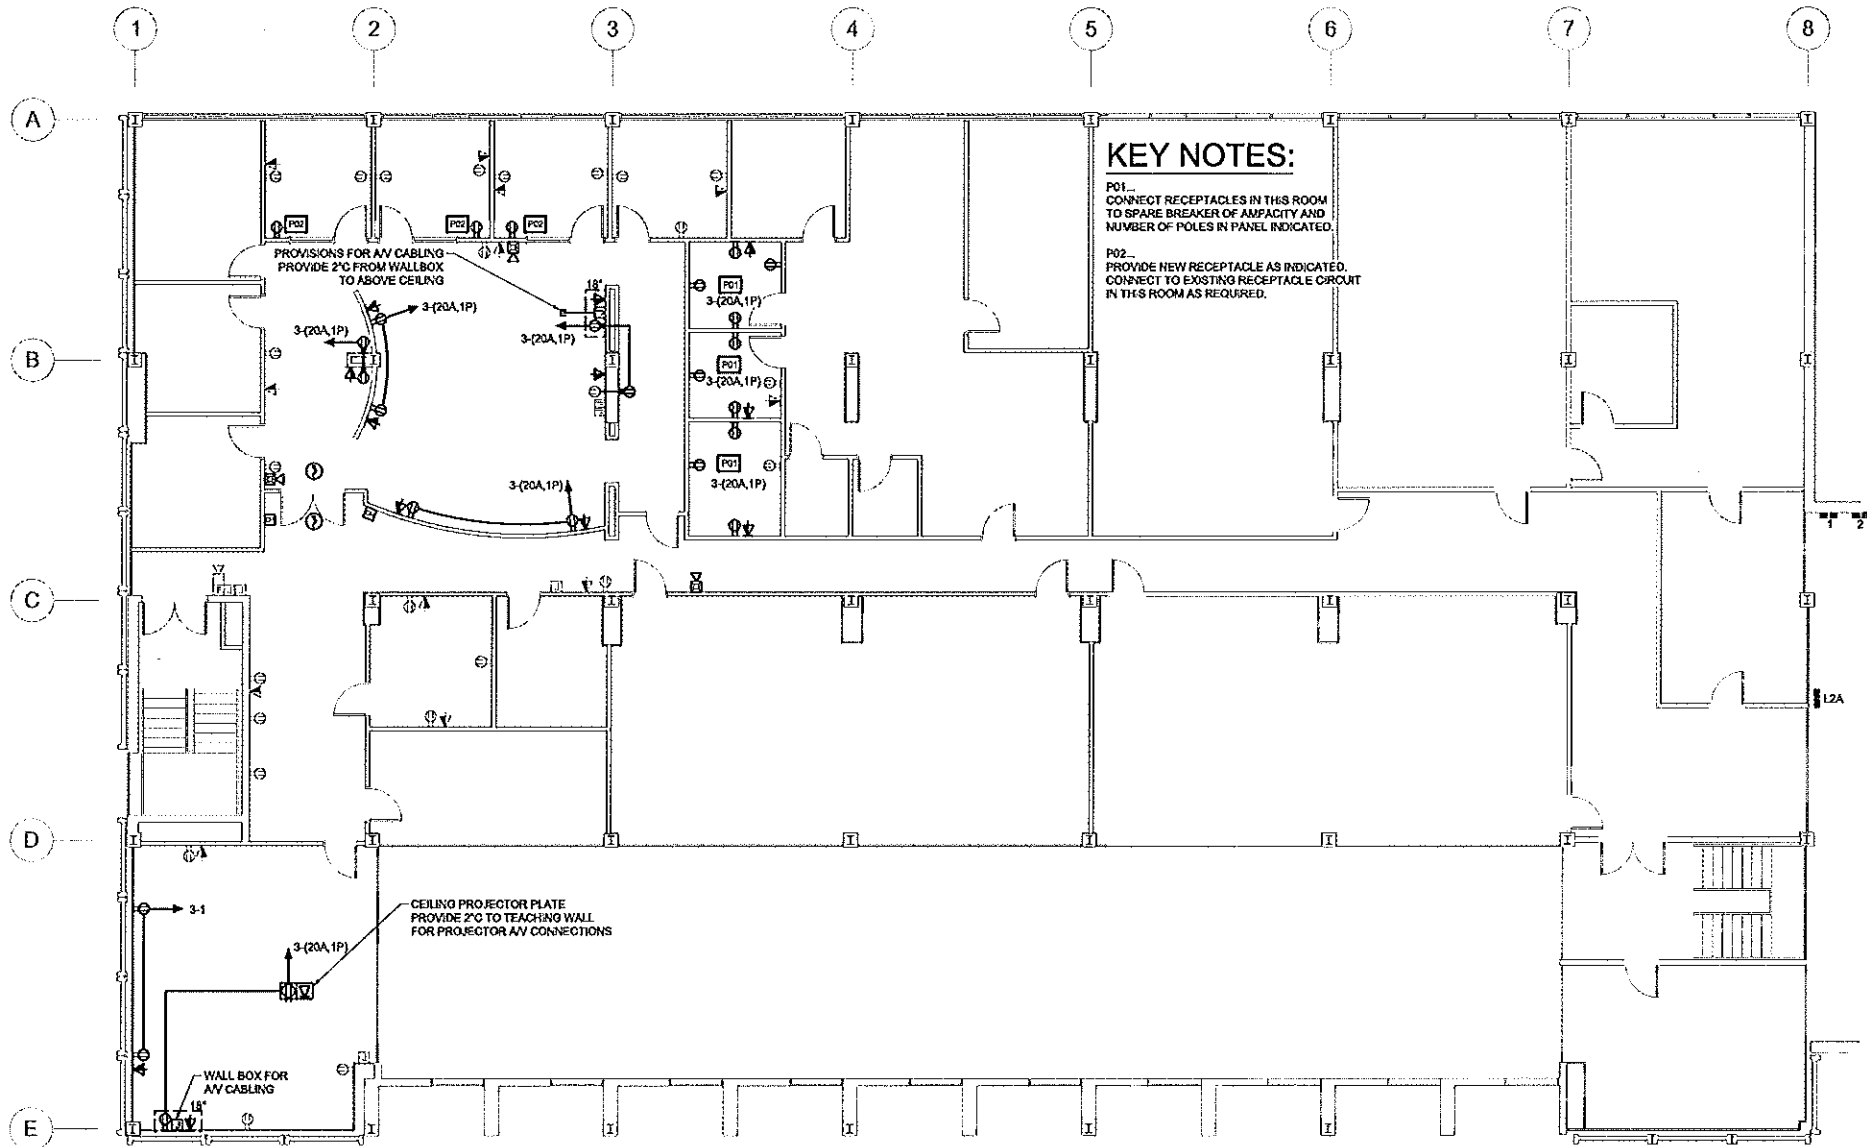 1 2 3 4 5 6 7 8
A
KEY NOTES:
P01...
CONNECT RECEPTACLES IN THIS ROOM
TO SPARE BREAKER OF AMPACITY AND
NUMBER OF POLES IN PANEL INDICATED.
P02...
PROVIDE NEW RECEPTACLE AS INDICATED.
CONNECT TO EXISTING RECEPTACLE CIRCUIT
IN THIS ROOM AS REQUIRED.
P02
P02
P02
PROVISIONS FOR A/V CABLING
PROVIDE 2"C FROM WALLBOX
TO ABOVE CEILING
18"
P01
3-(20A,1P)
3-(20A,1P)
3-(20A,1P)
3-(20A,1P)
B
P01
3-(20A,1P)
P01
3-(20A,1P)
3-(20A,1P)
1 2
C
L2A
D
3-1
CEILING PROJECTOR PLATE
PROVIDE 2"C TO TEACHING WALL
FOR PROJECTOR A/V CONNECTIONS
3-(20A,1P)
WALL BOX FOR
A/V CABLING
18"
E